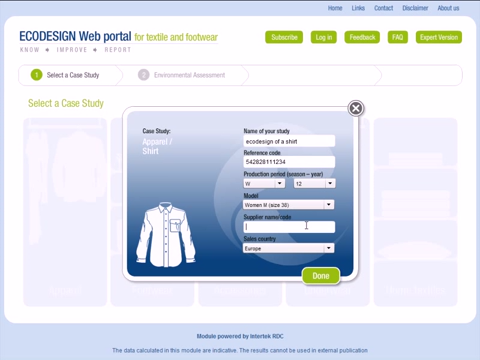 Home Links Contact Disclaimer About us
ECODESIGN Web portal for textile and footwear
KNOW + IMPROVE + REPORT
Subscribe Log in Feedback FAQ Expert Version
1 Select a Case Study 2 Environmental Assessment
Select a Case Study
Case Study:
Apparel /
Shirt
Name of your study
ecodesign of a shirt
Reference code
542828111234
Production period (season – year)
W 12
Model
Women M (size 38)
Supplier name/code
Sales country
Europe
Done
Module powered by Intertek RDC
The data calculated in this module are indicative. The results cannot be used in external publication